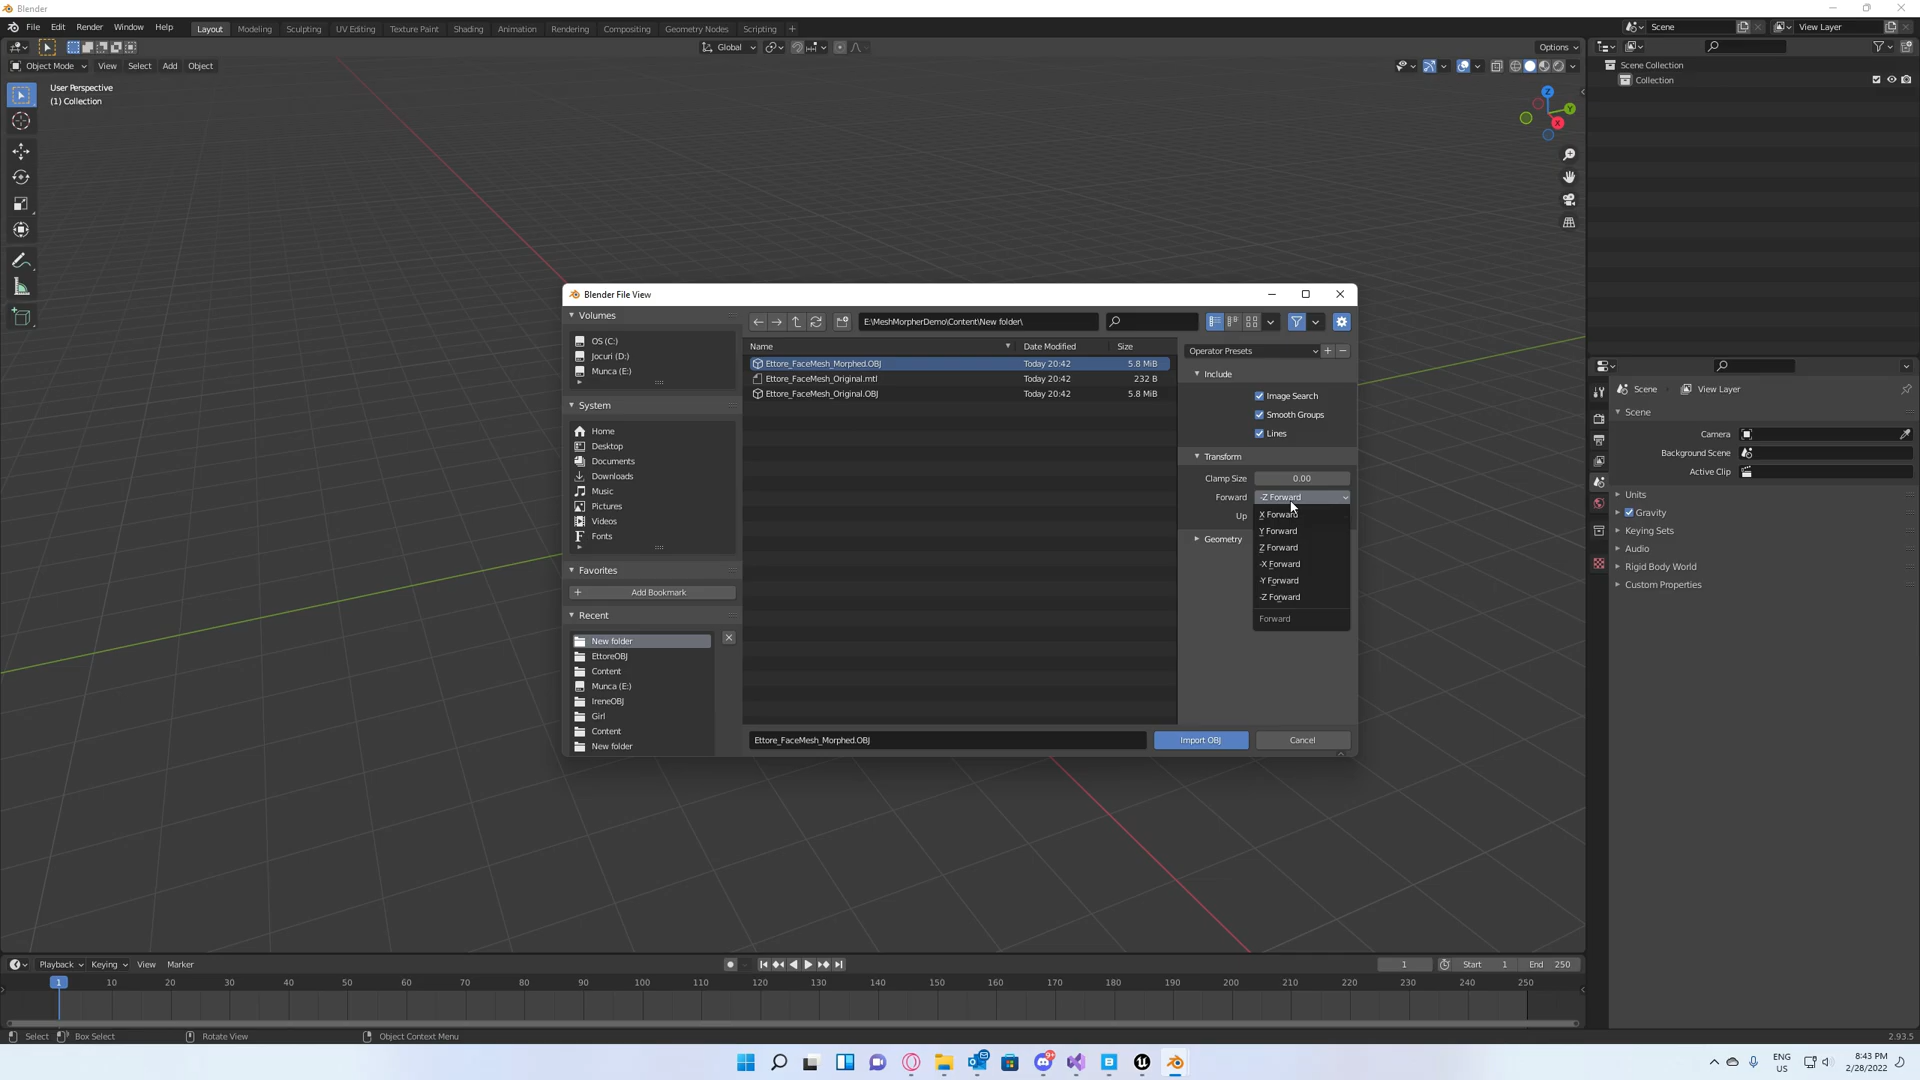 Blender
File Edit Render Window Help Layout Modeling Sculpting UV Editing Texture Paint Shading Animation Rendering Compositing Geometry Nodes Scripting + Scene View Layer
Global Options
Object Mode View Select Add Object
User Perspective
(1) Collection
Z
Y
X
Scene Collection
Collection
Blender File View
Volumes
OS (C:)
Jocuri (D:)
Munca (E:)
System
Home
Desktop
Documents
Downloads
Music
Pictures
Videos
Fonts
Favorites
Add Bookmark
Recent
New folder
EttoreOBJ
Content
Munca (E:)
IreneOBJ
Girl
Content
New folder
E:\MeshMorpherDemo\Content\New folder\
Name Date Modified Size
Ettore_FaceMesh_Morphed.OBJ Today 20:42 5.8 MiB
Ettore_FaceMesh_Original.mtl Today 20:42 232 B
Ettore_FaceMesh_Original.OBJ Today 20:42 5.8 MiB
Ettore_FaceMesh_Morphed.OBJ
Import OBJ Cancel
Operator Presets
Include
Image Search
Smooth Groups
Lines
Transform
Clamp Size 0.00
Forward -Z Forward
Up
Geometry
X Forward
Y Forward
Z Forward
-X Forward
-Y Forward
-Z Forward
Forward
Scene View Layer
Scene
Camera
Background Scene
Active Clip
Units
Gravity
Keying Sets
Audio
Rigid Body World
Custom Properties
Playback Keying View Marker 1 Start 1 End 250
1 10 20 30 40 50 60 70 80 90 100 110 120 130 140 150 160 170 180 190 200 210 220 230 240 250
Select Box Select Rotate View Object Context Menu 2.93.5
9+
ENG
US
8:43 PM
2/28/2022